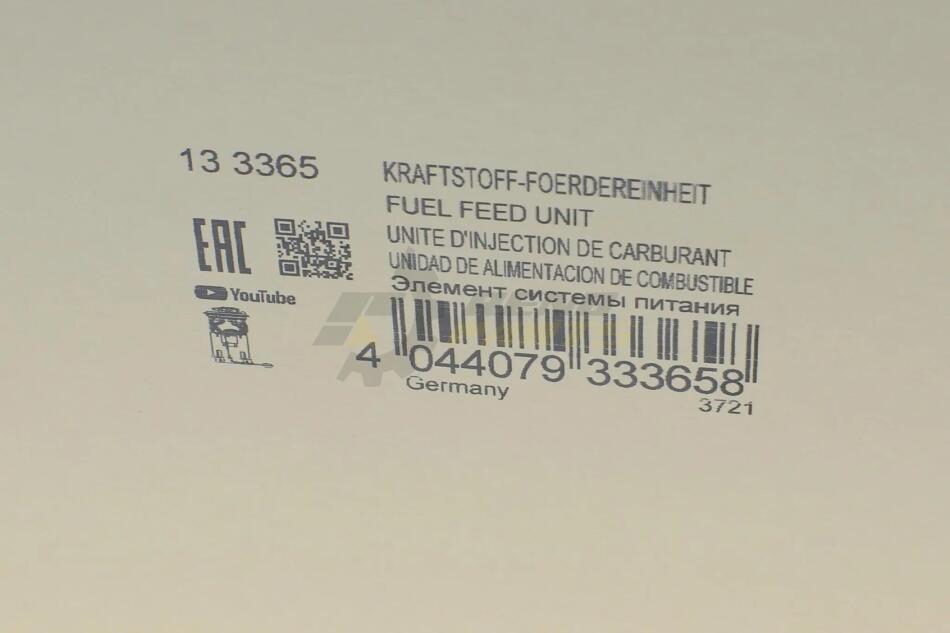 13 3365
KRAFTSTOFF-FOERDEREINHEIT
FUEL FEED UNIT
UNITE D'INJECTION DE CARBURANT
UNIDAD DE ALIMENTACION DE COMBUSTIBLE
Элемент системы питания
EAC
YouTube
4 044079 333658
Germany
3721